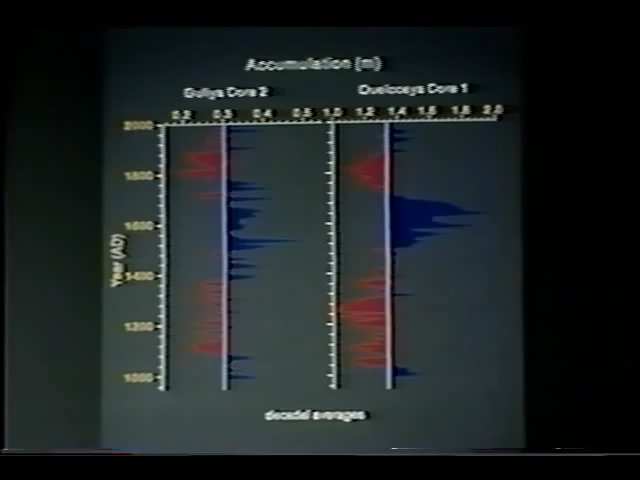 Accumulation (m)
Guliya Core 2 Quelccaya Core 1
0.2 0.3 0.4 0.5 1.0 1.2 1.4 1.6 1.8 2.0
2000
1800
1600
1400
1200
1000
Year (AD)
decadal averages